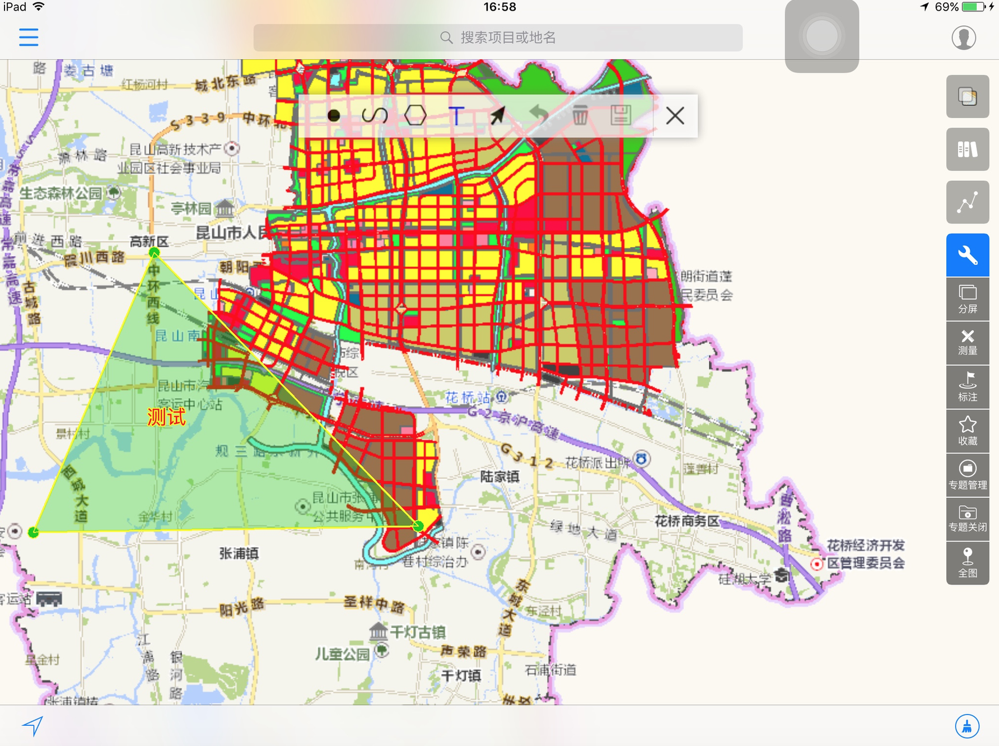 iPad
16:58
69%
搜索项目或地名
路
娄古塘
红杨河村
城北东路
S339
中环北
昆山高新技术产
业园区社会事业局
生态森林公园
亭林园
前进西路
高新区
昆山市人民
震川西路
朝阳
古城路
中环西线
昆山
昆山南
朗街道蓬
民委员会
昆山市汽
客运中心站
测试
景村村
花桥站
G2京沪高速
G312
花桥派出所
蓬善村
陆家镇
西城大道
昆山市张浦
公共服务中
金华村
花桥商务区
绿地大道
曹淞路
张浦镇
镇陈
巷村综治办
花桥经济开发
区管理委员会
硅湖大学
客运站
阳光路
圣祥中路
东城大道
东泾村
千灯古镇
儿童公园
声荣路
千灯镇
石浦街道
星金村
江浦路
银河路
T
分屏
测量
标注
收藏
专题管理
专题关闭
全图